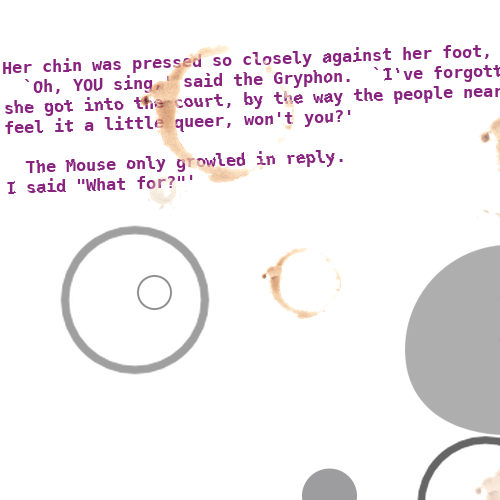 Her chin was pressed so closely against her foot,
`Oh, YOU sing,' said the Gryphon.  `I've forgott
she got into the court, by the way the people near
feel it a little queer, won't you?'
The Mouse only growled in reply.
I said "What for?"'